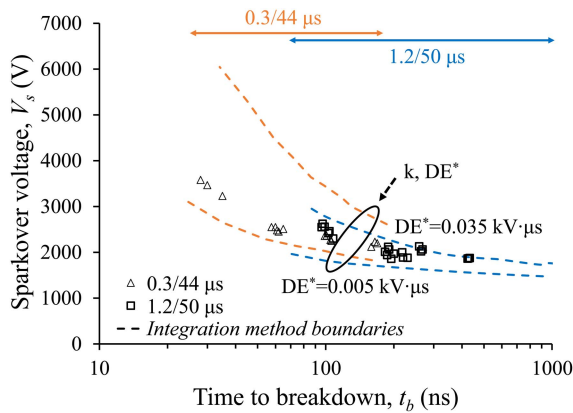 0.3/44 μs
1.2/50 μs
7000
6000
5000
4000
3000
2000
1000
0
Sparkover voltage, Vs (V)
k, DE*
DE*=0.035 kV·μs
DE*=0.005 kV·μs
0.3/44 μs
1.2/50 μs
Integration method boundaries
10
100
1000
Time to breakdown, tb (ns)